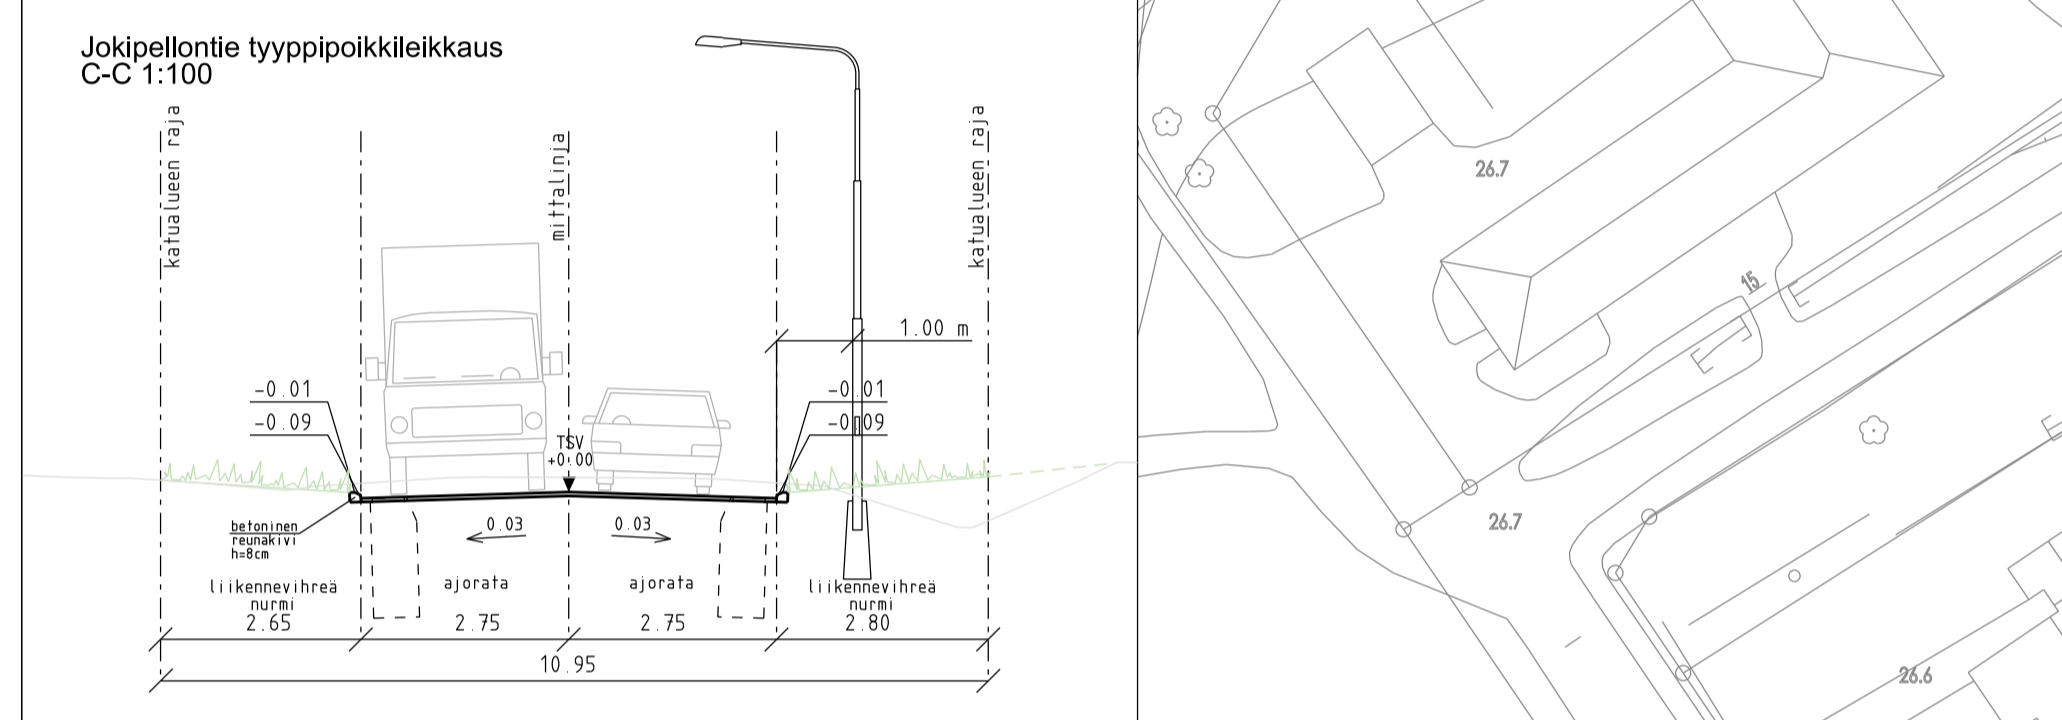 Jokipellontie tyyppipoikkileikkaus
C-C 1:100
katualueen raja
mittalinja
katualueen raja
1.00 m
-0.01
-0.09
-0.01
-0.09
TSV
+0.00
betoninen
reunakivi
h=8cm
0.03
0.03
liikennevihreä
nurmi
2.65
ajorata
2.75
ajorata
2.75
liikennevihreä
nurmi
2.80
10.95
26.7
15
26.7
26.6